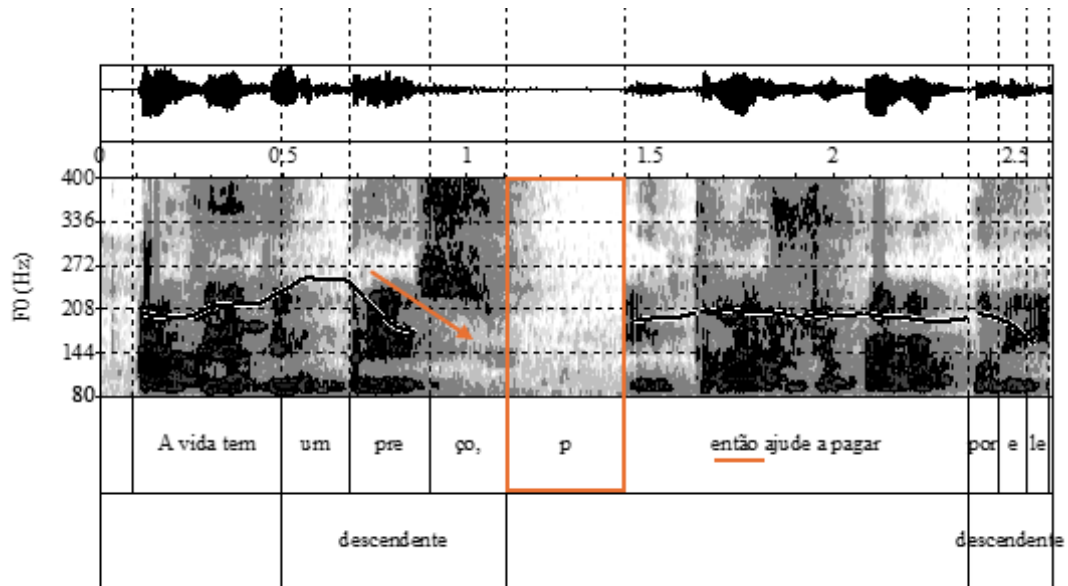 0 0.5 1 1.5 2 2.5
400
336
272
208
144
80
F0 (Hz)
A vida tem um pre ço, p então ajude a pagar por e le
descendente descendente